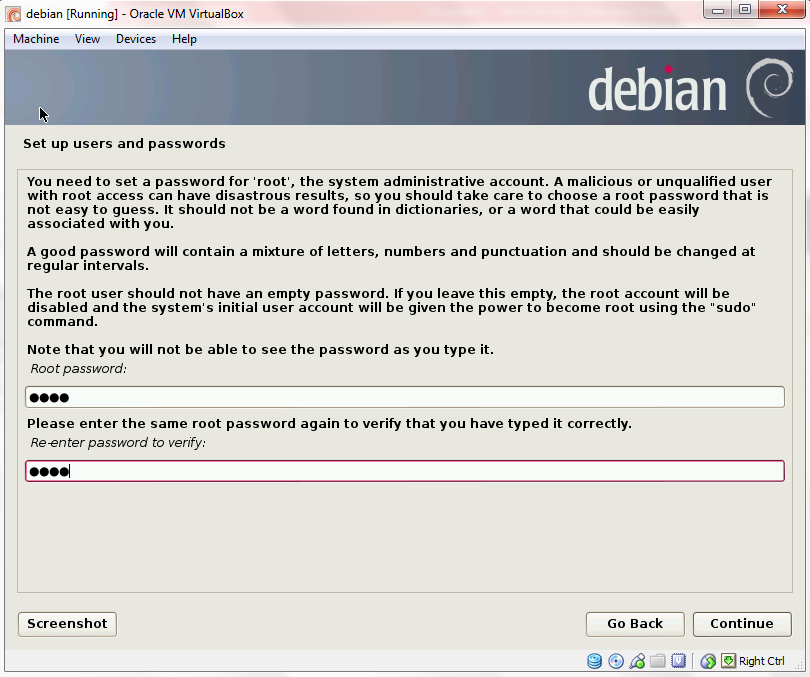 debian [Running] - Oracle VM VirtualBox
Machine View Devices Help
debian
Set up users and passwords
You need to set a password for 'root', the system administrative account. A malicious or unqualified user
with root access can have disastrous results, so you should take care to choose a root password that is
not easy to guess. It should not be a word found in dictionaries, or a word that could be easily
associated with you.
A good password will contain a mixture of letters, numbers and punctuation and should be changed at
regular intervals.
The root user should not have an empty password. If you leave this empty, the root account will be
disabled and the system's initial user account will be given the power to become root using the "sudo"
command.
Note that you will not be able to see the password as you type it.
Root password:
●●●●
Please enter the same root password again to verify that you have typed it correctly.
Re-enter password to verify:
●●●●
Screenshot Go Back Continue
Right Ctrl